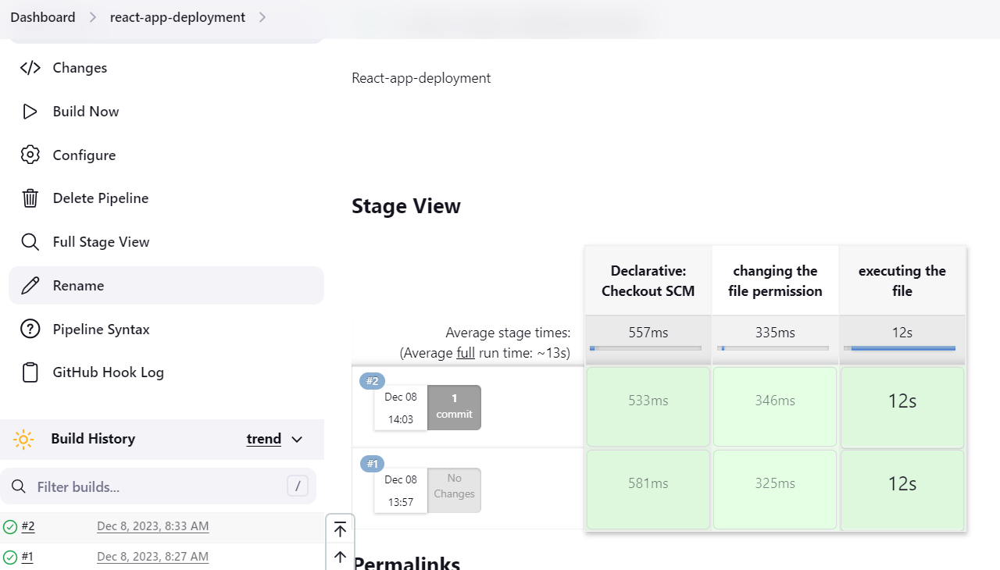 Dashboard
react-app-deployment
Changes
Build Now
Configure
Delete Pipeline
Full Stage View
Rename
Pipeline Syntax
GitHub Hook Log
Build History
trend
Filter builds...
/
#2
Dec 8, 2023, 8:33 AM
#1
Dec 8, 2023, 8:27 AM
React-app-deployment
Stage View
Declarative:
Checkout SCM
changing the
file permission
executing the
file
Average stage times:
(Average full run time: ~13s)
557ms
335ms
12s
#2
Dec 08
14:03
1
commit
533ms
346ms
12s
#1
Dec 08
13:57
No
Changes
581ms
325ms
12s
Permalinks